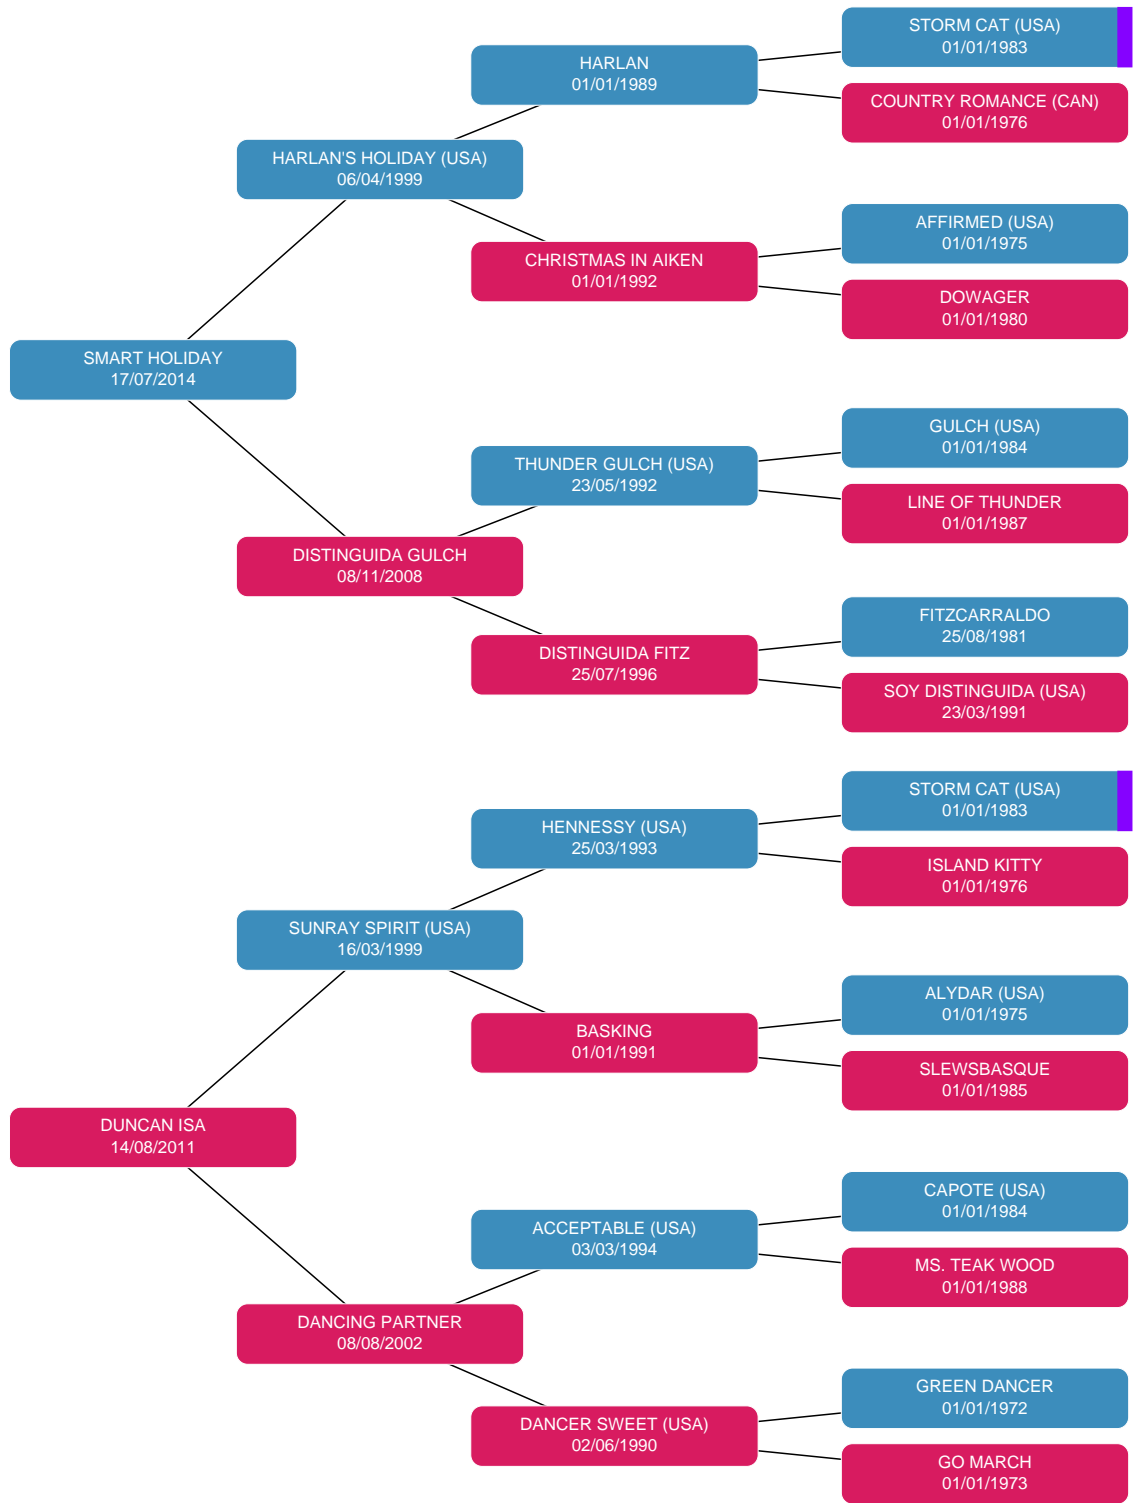 STORM CAT (USA)
01/01/1983
HARLAN
01/01/1989
COUNTRY ROMANCE (CAN)
01/01/1976
HARLAN'S HOLIDAY (USA)
06/04/1999
AFFIRMED (USA)
01/01/1975
CHRISTMAS IN AIKEN
01/01/1992
DOWAGER
01/01/1980
SMART HOLIDAY
17/07/2014
GULCH (USA)
01/01/1984
THUNDER GULCH (USA)
23/05/1992
LINE OF THUNDER
01/01/1987
DISTINGUIDA GULCH
08/11/2008
FITZCARRALDO
25/08/1981
DISTINGUIDA FITZ
25/07/1996
SOY DISTINGUIDA (USA)
23/03/1991
STORM CAT (USA)
01/01/1983
HENNESSY (USA)
25/03/1993
ISLAND KITTY
01/01/1976
SUNRAY SPIRIT (USA)
16/03/1999
ALYDAR (USA)
01/01/1975
BASKING
01/01/1991
SLEWSBASQUE
01/01/1985
DUNCAN ISA
14/08/2011
CAPOTE (USA)
01/01/1984
ACCEPTABLE (USA)
03/03/1994
MS. TEAK WOOD
01/01/1988
DANCING PARTNER
08/08/2002
GREEN DANCER
01/01/1972
DANCER SWEET (USA)
02/06/1990
GO MARCH
01/01/1973